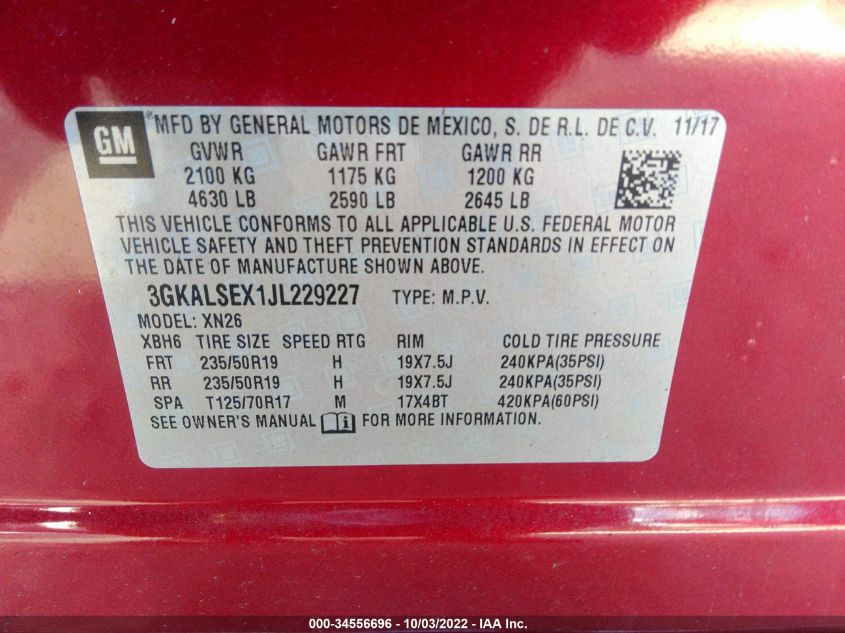 GM ® MFD BY GENERAL MOTORS DE MEXICO, S. DE R.L. DE C.V. 11/17
GVWR GAWR FRT GAWR RR
2100 KG 1175 KG 1200 KG
4630 LB 2590 LB 2645 LB
THIS VEHICLE CONFORMS TO ALL APPLICABLE U.S. FEDERAL MOTOR
VEHICLE SAFETY AND THEFT PREVENTION STANDARDS IN EFFECT ON
THE DATE OF MANUFACTURE SHOWN ABOVE.
3GKALSEX1JL229227 TYPE: M.P.V.
MODEL: XN26
XBH6 TIRE SIZE SPEED RTG RIM COLD TIRE PRESSURE
FRT 235/50R19 H 19X7.5J 240KPA(35PSI)
RR 235/50R19 H 19X7.5J 240KPA(35PSI)
SPA T125/70R17 M 17X4BT 420KPA(60PSI)
SEE OWNER'S MANUAL i FOR MORE INFORMATION.
000-34556696 - 10/03/2022 - IAA Inc.